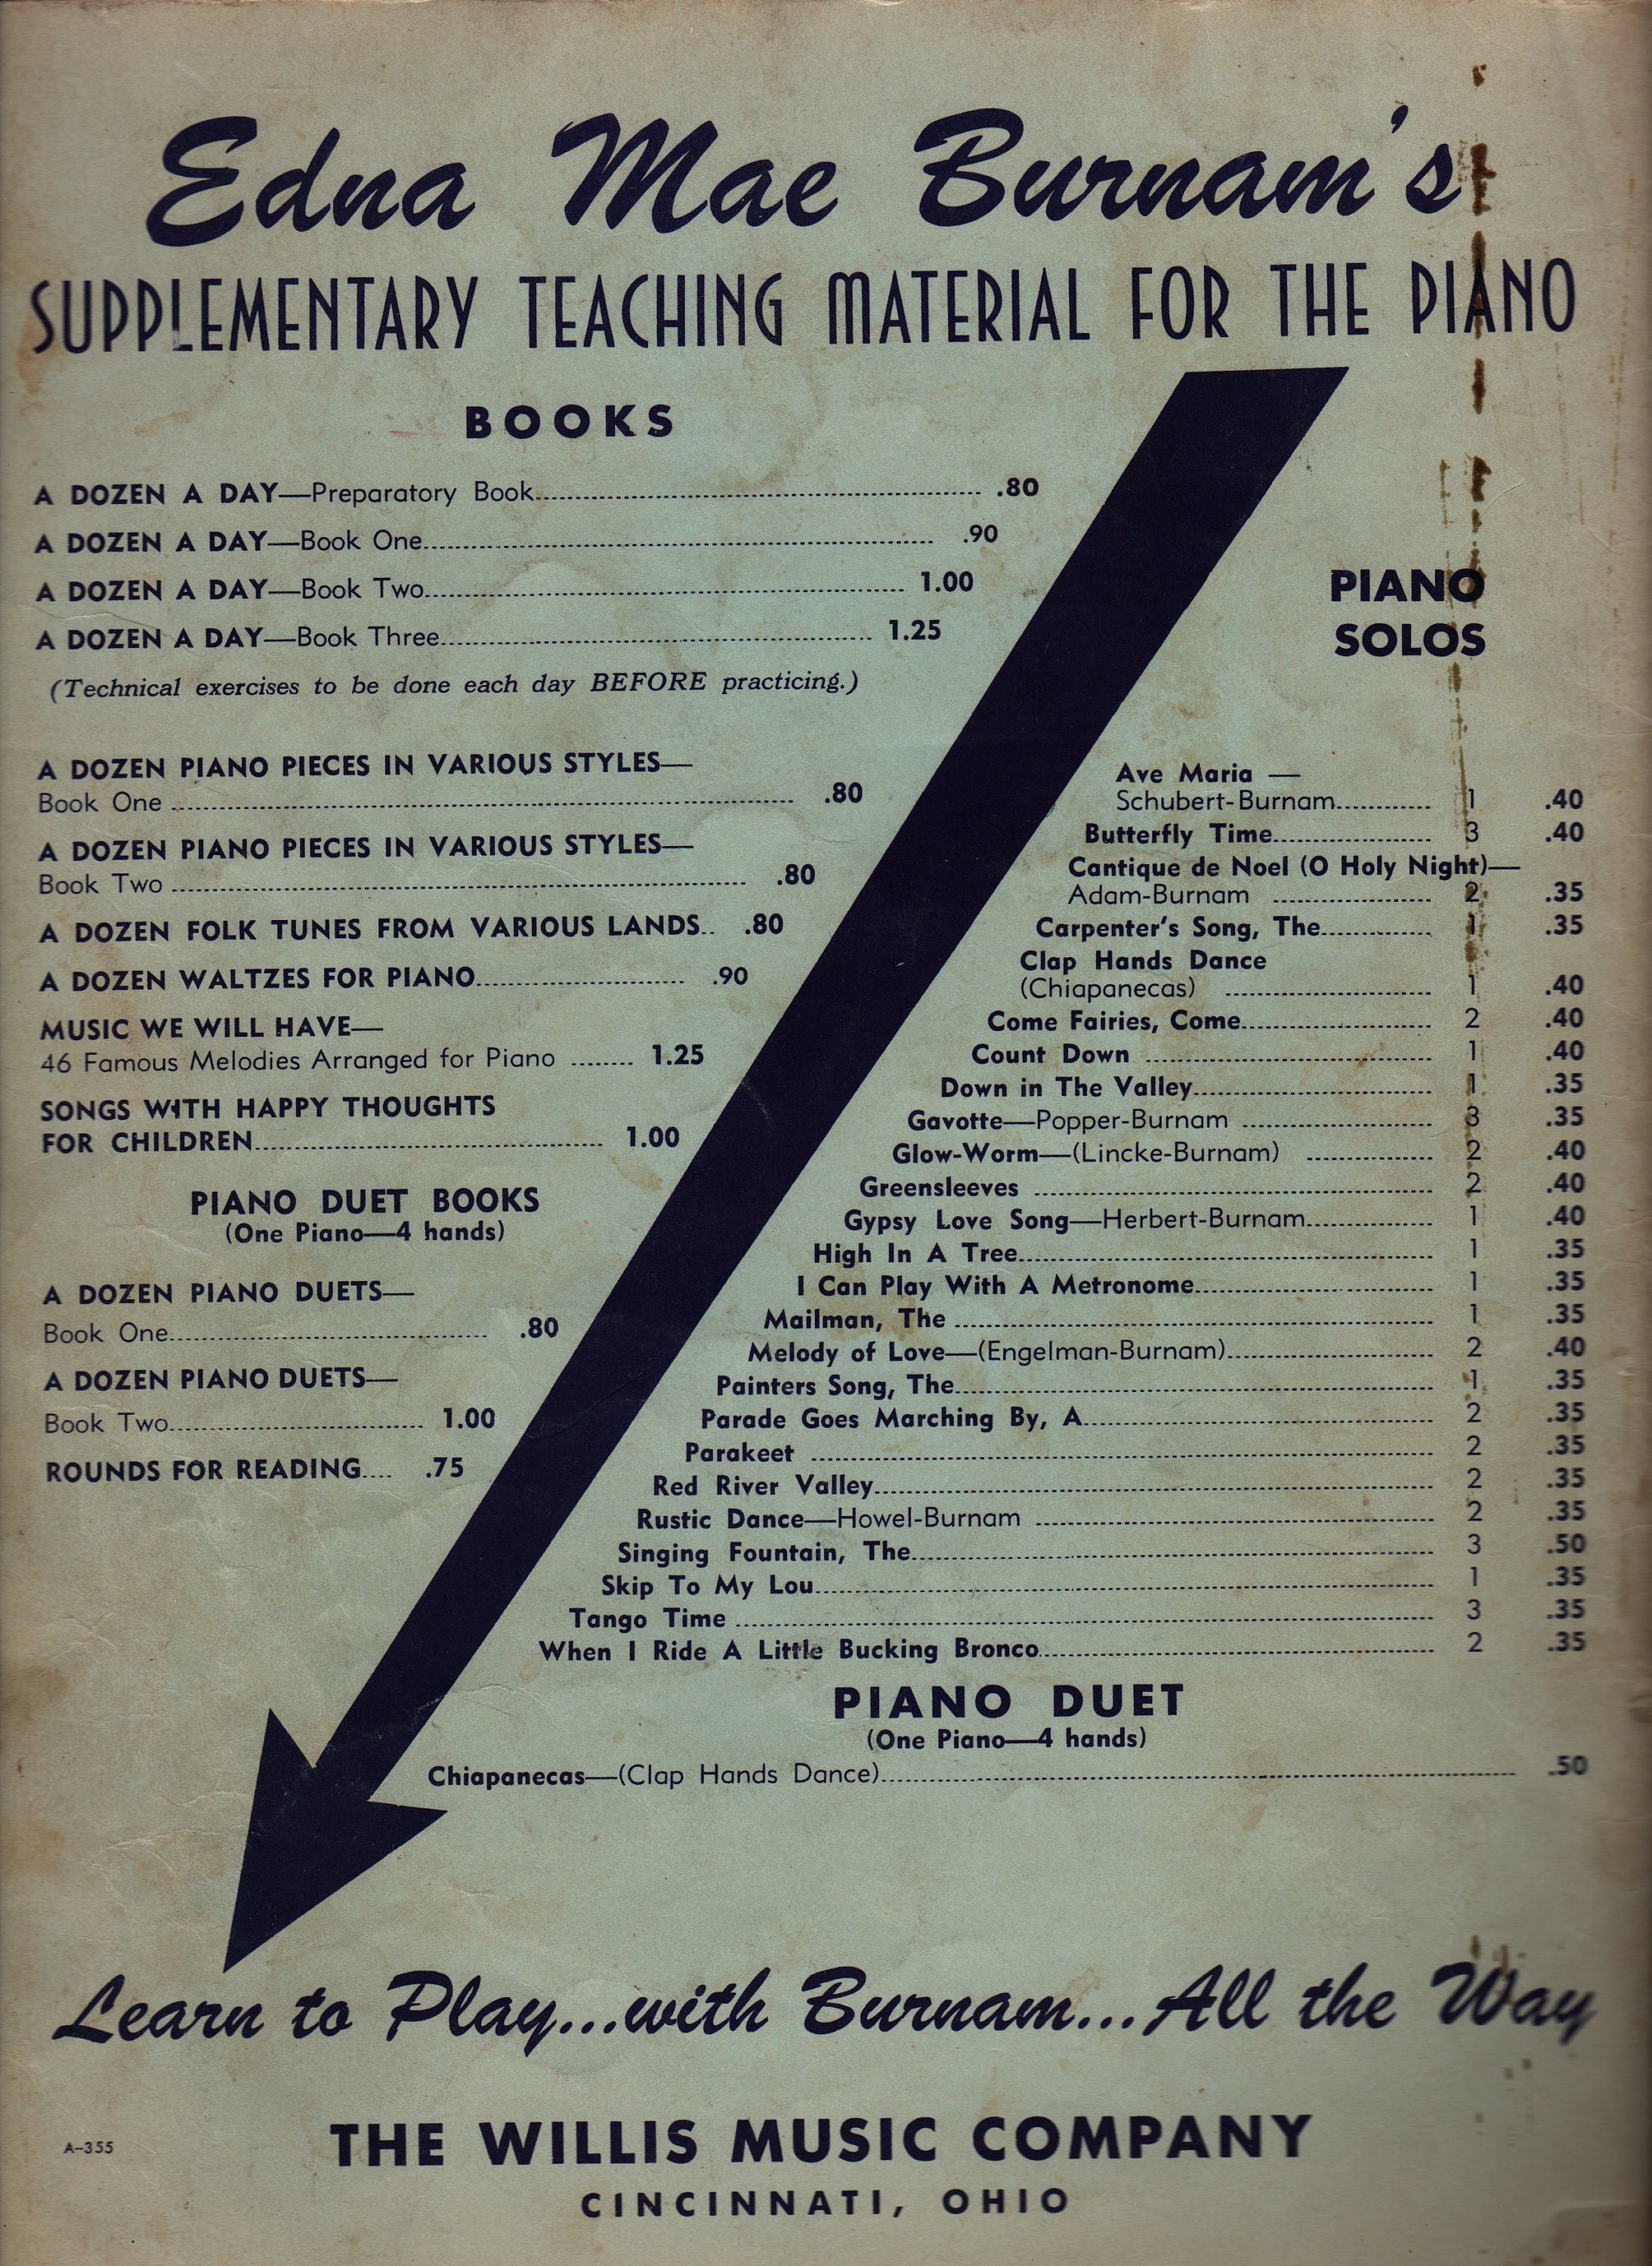 Edna Mae Burnam's
SUPPLEMENTARY TEACHING MATERIAL FOR THE PIANO
BOOKS
A DOZEN A DAY—Preparatory Book .80
A DOZEN A DAY—Book One .90
A DOZEN A DAY—Book Two 1.00
A DOZEN A DAY—Book Three 1.25
(Technical exercises to be done each day BEFORE practicing.)
A DOZEN PIANO PIECES IN VARIOUS STYLES—
Book One .80
A DOZEN PIANO PIECES IN VARIOUS STYLES—
Book Two .80
A DOZEN FOLK TUNES FROM VARIOUS LANDS.. .80
A DOZEN WALTZES FOR PIANO .90
MUSIC WE WILL HAVE—
46 Famous Melodies Arranged for Piano 1.25
SONGS WITH HAPPY THOUGHTS
FOR CHILDREN 1.00
PIANO DUET BOOKS
(One Piano—4 hands)
A DOZEN PIANO DUETS—
Book One .80
A DOZEN PIANO DUETS—
Book Two 1.00
ROUNDS FOR READING.... .75
PIANO
SOLOS
Ave Maria —
Schubert-Burnam 1 .40
Butterfly Time 3 .40
Cantique de Noel (O Holy Night)—
Adam-Burnam 2 .35
Carpenter's Song, The 1 .35
Clap Hands Dance
(Chiapanecas) 1 .40
Come Fairies, Come 2 .40
Count Down 1 .40
Down in The Valley 1 .35
Gavotte—Popper-Burnam 3 .35
Glow-Worm—(Lincke-Burnam) 2 .40
Greensleeves 2 .40
Gypsy Love Song—Herbert-Burnam 1 .40
High In A Tree 1 .35
I Can Play With A Metronome 1 .35
Mailman, The 1 .35
Melody of Love—(Engelman-Burnam) 2 .40
Painters Song, The 1 .35
Parade Goes Marching By, A 2 .35
Parakeet 2 .35
Red River Valley 2 .35
Rustic Dance—Howel-Burnam 2 .35
Singing Fountain, The 3 .50
Skip To My Lou 1 .35
Tango Time 3 .35
When I Ride A Little Bucking Bronco 2 .35
PIANO DUET
(One Piano—4 hands)
Chiapanecas—(Clap Hands Dance) .50
Learn to Play...with Burnam...All the Way
A-355
THE WILLIS MUSIC COMPANY
CINCINNATI, OHIO